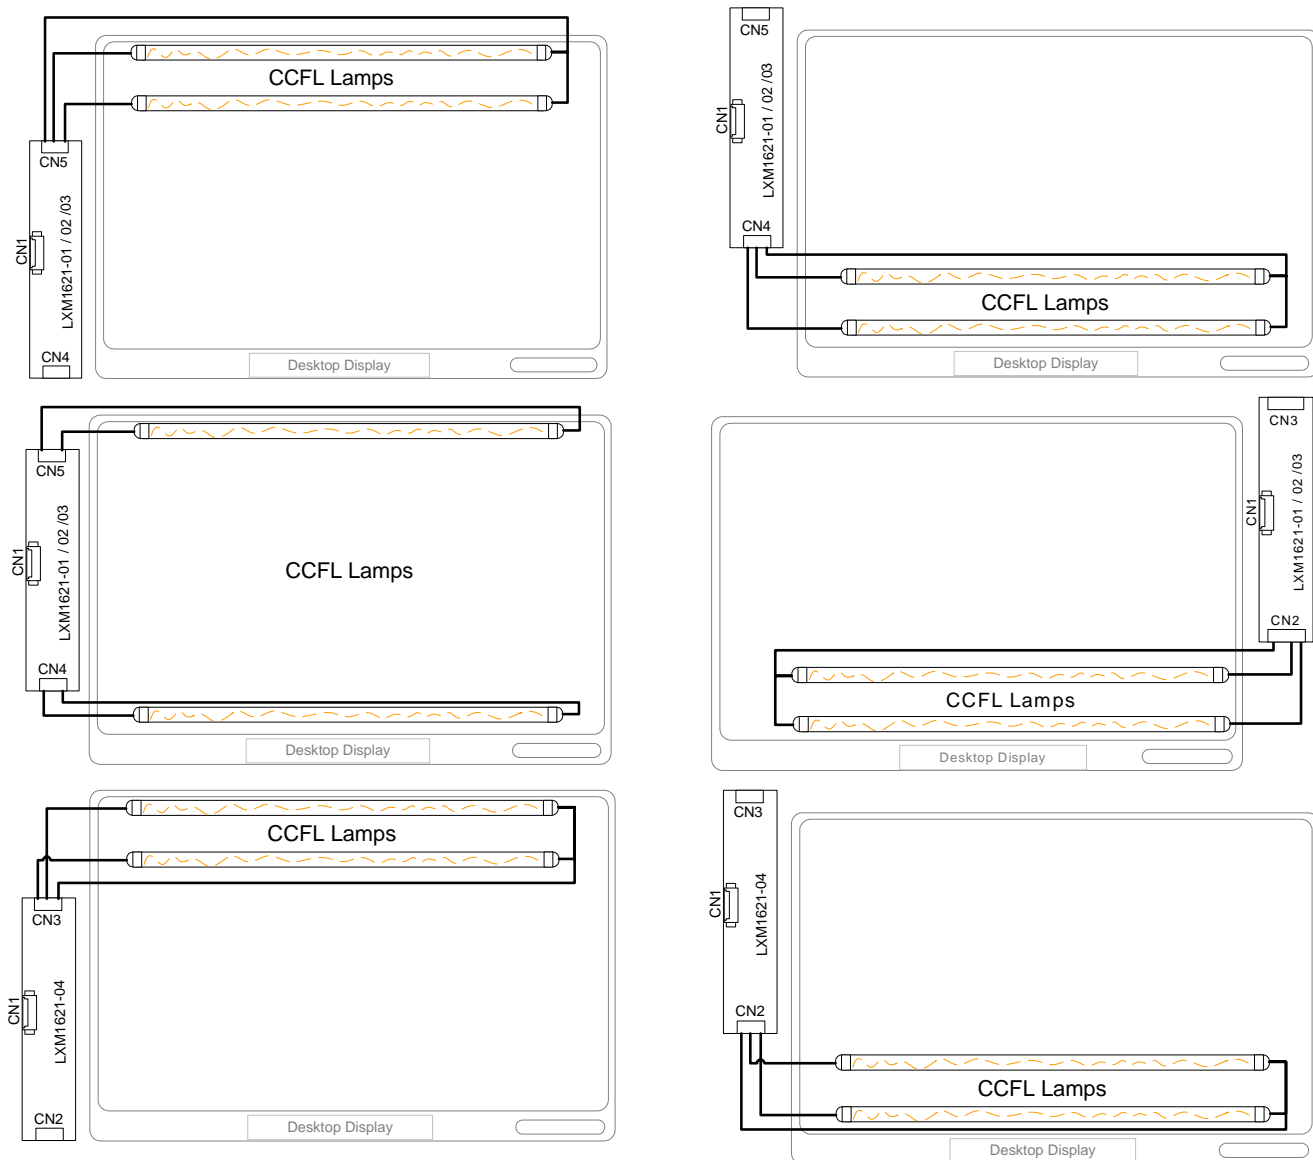 CCFL Lamps
CN5
CN1
LXM1621-01 / 02 /03
CN4
Desktop Display
CN5
CN1
LXM1621-01 / 02 /03
CN4
CCFL Lamps
Desktop Display
CN5
CN1
LXM1621-01 / 02 /03
CCFL Lamps
CN4
Desktop Display
CN3
CN1
LXM1621-01 / 02 /03
CN2
CCFL Lamps
Desktop Display
CCFL Lamps
CN3
CN1
LXM1621-04
CN2
Desktop Display
CN3
CN1
LXM1621-04
CN2
CCFL Lamps
Desktop Display